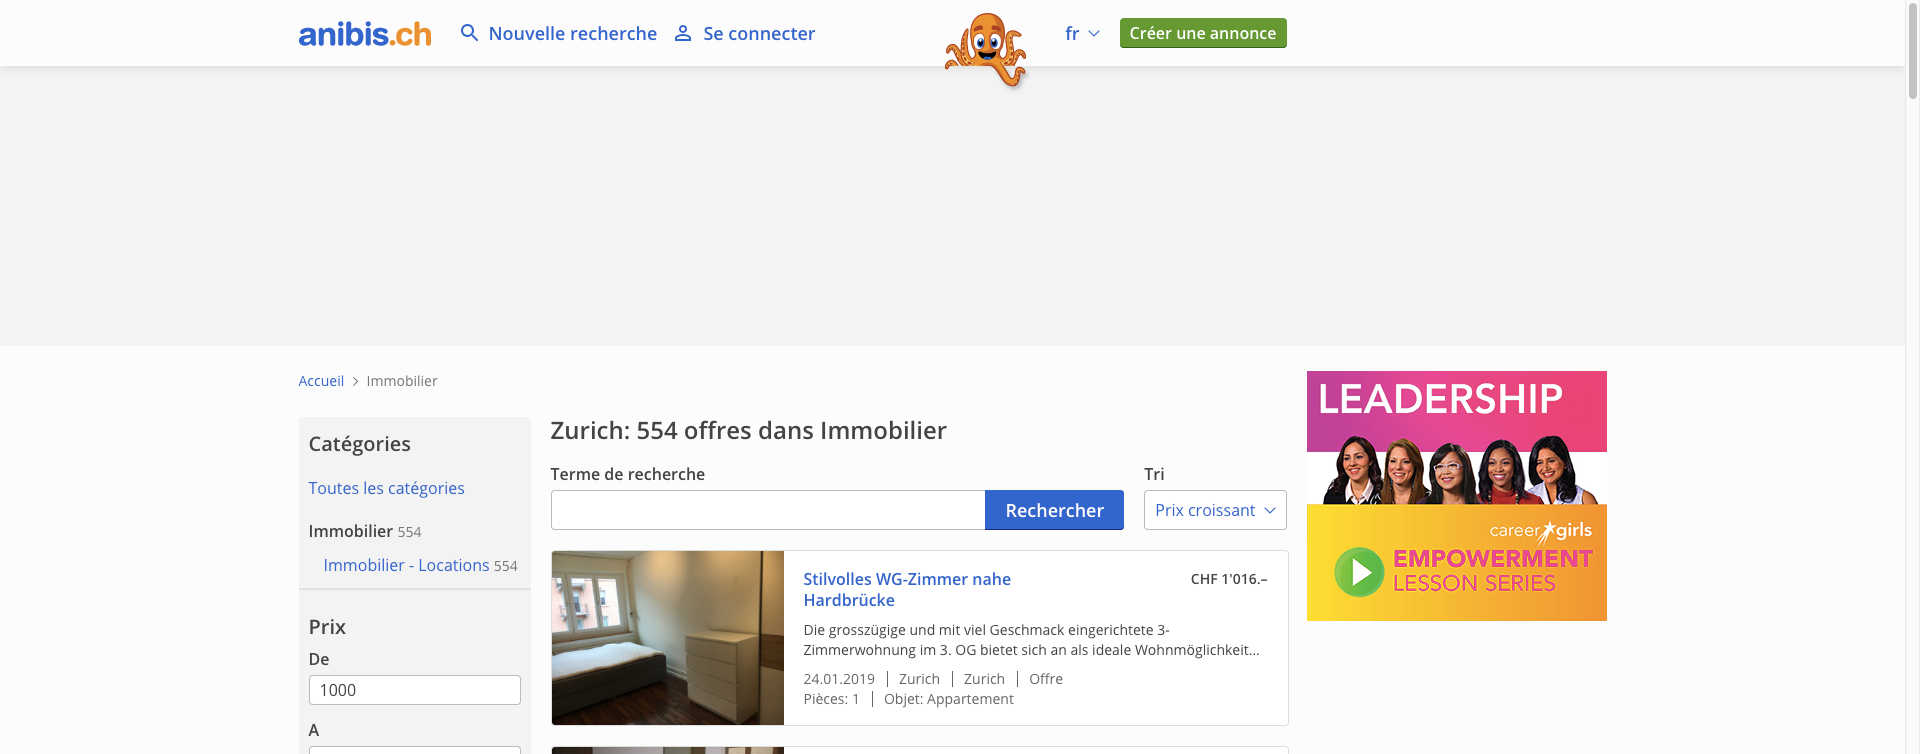 anibis.ch
Nouvelle recherche
Se connecter
fr
Créer une annonce
Accueil > Immobilier
Catégories
Toutes les catégories
Immobilier 554
Immobilier - Locations 554
Prix
De
1000
A
Zurich: 554 offres dans Immobilier
Terme de recherche
Rechercher
Tri
Prix croissant
Stilvolles WG-Zimmer nahe
Hardbrücke
CHF 1'016.–
Die grosszügige und mit viel Geschmack eingerichtete 3-
Zimmerwohnung im 3. OG bietet sich an als ideale Wohnmöglichkeit...
24.01.2019 | Zurich | Zurich | Offre
Pièces: 1 | Objet: Appartement
LEADERSHIP
career girls
EMPOWERMENT
LESSON SERIES